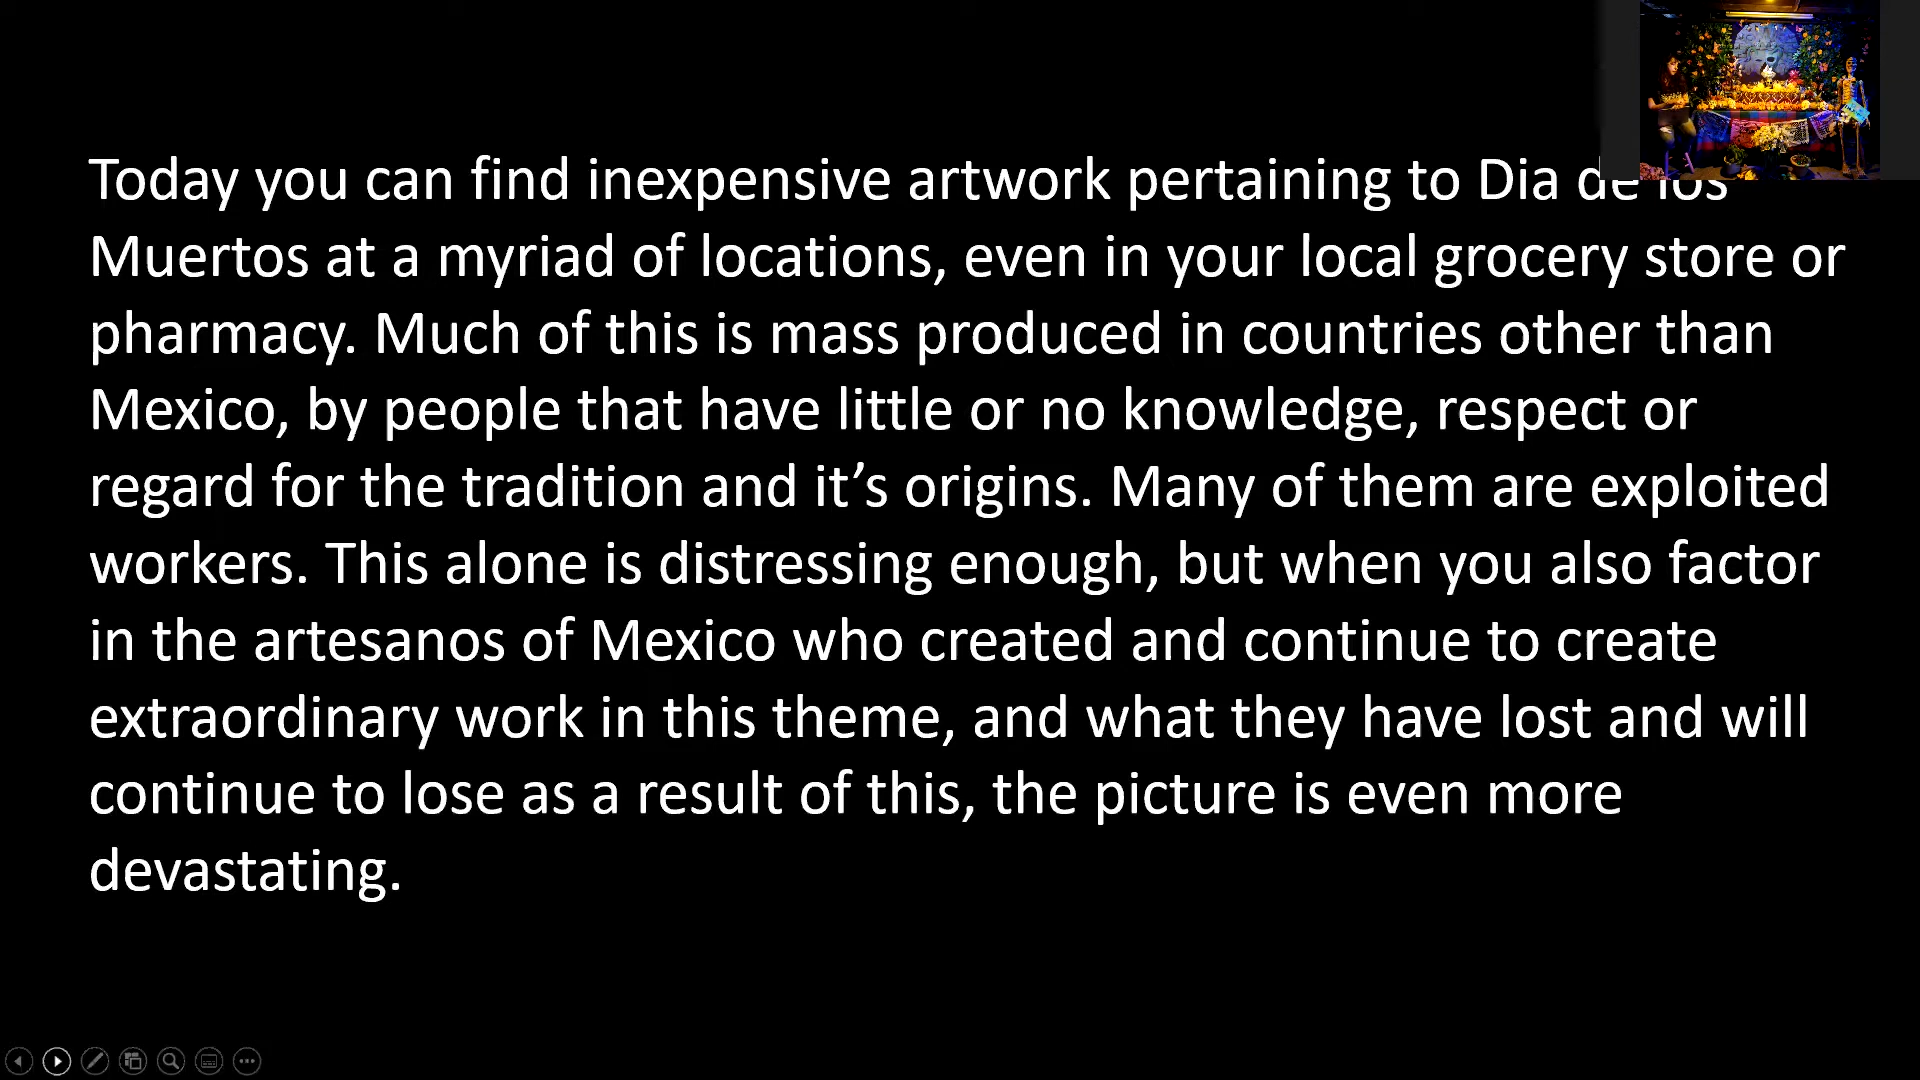 Today you can find inexpensive artwork pertaining to Dia de los
Muertos at a myriad of locations, even in your local grocery store or
pharmacy. Much of this is mass produced in countries other than
Mexico, by people that have little or no knowledge, respect or
regard for the tradition and it’s origins. Many of them are exploited
workers. This alone is distressing enough, but when you also factor
in the artesanos of Mexico who created and continue to create
extraordinary work in this theme, and what they have lost and will
continue to lose as a result of this, the picture is even more
devastating.